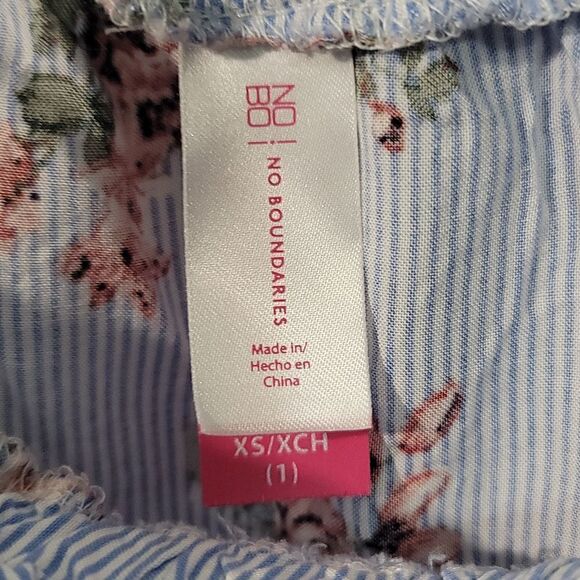 NO
BO
NO BOUNDARIES
Made in/
Hecho en
China
XS/XCH
(1)